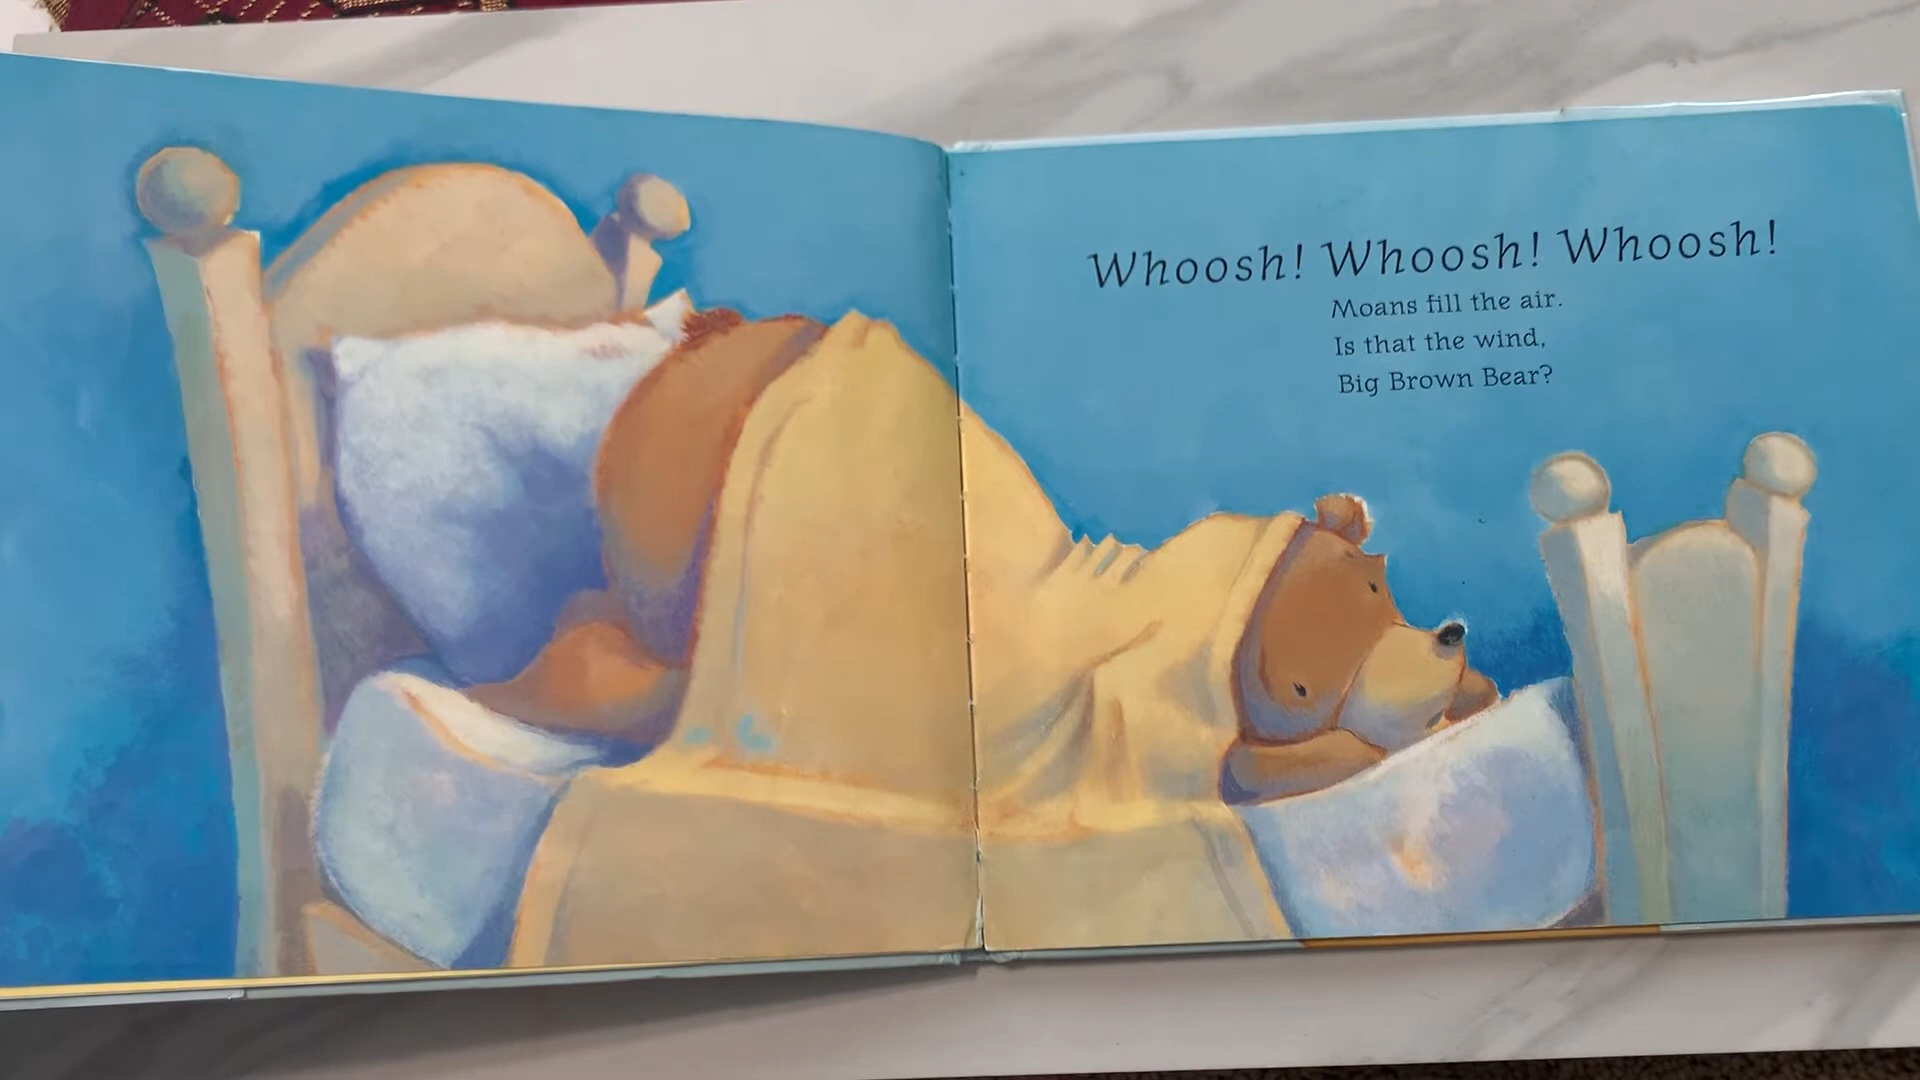 Whoosh! Whoosh! Whoosh!
Moans fill the air.
Is that the wind,
Big Brown Bear?